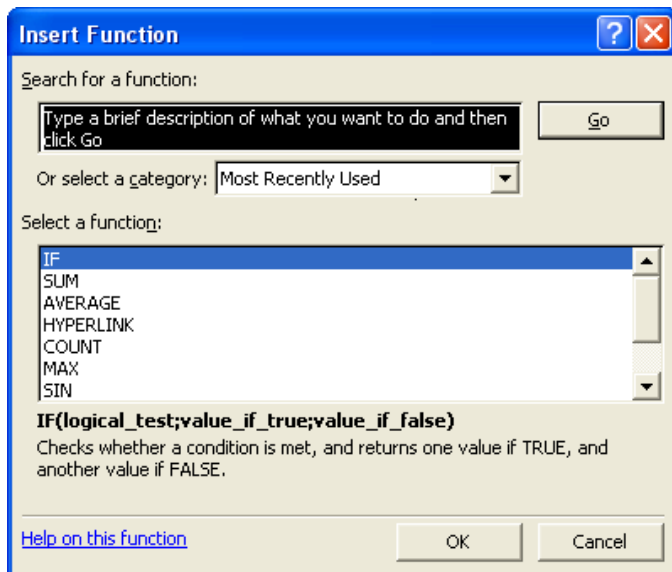 Insert Function
Search for a function:
Type a brief description of what you want to do and then
click Go
Go
Or select a category: Most Recently Used
Select a function:
IF
SUM
AVERAGE
HYPERLINK
COUNT
MAX
SIN
IF(logical_test;value_if_true;value_if_false)
Checks whether a condition is met, and returns one value if TRUE, and
another value if FALSE.
Help on this function
OK
Cancel